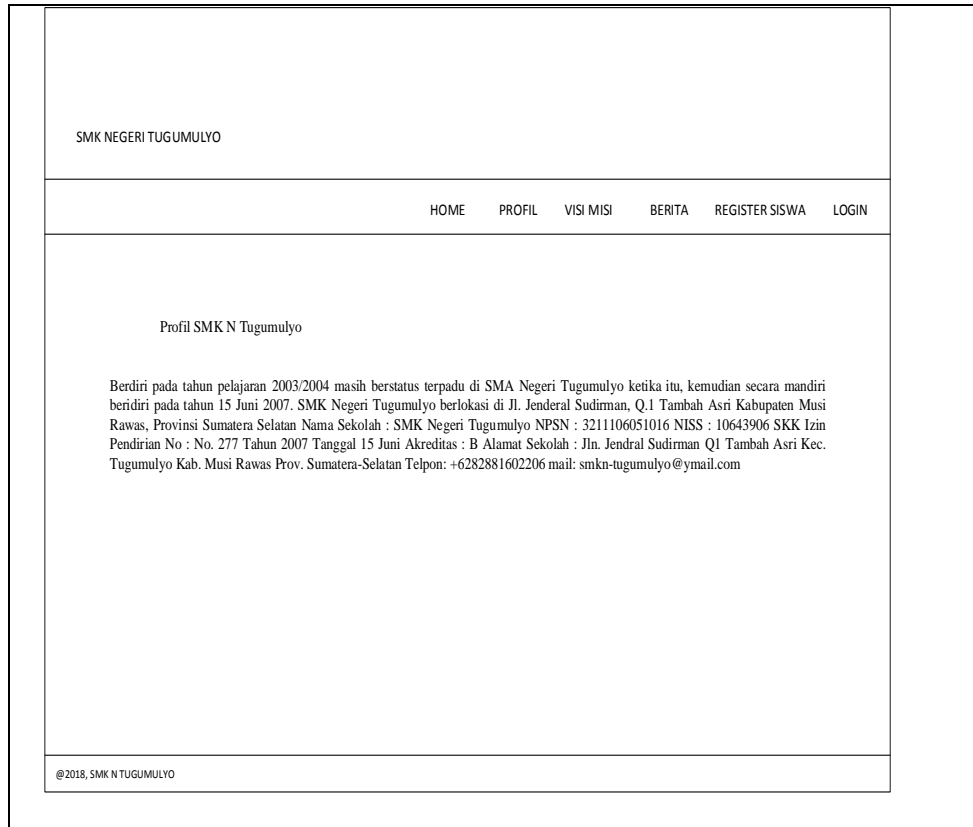 SMK NEGERI TUGUMULYO
HOME PROFIL VISI MISI BERITA REGISTER SISWA LOGIN
Profil SMK N Tugumulyo
Berdiri pada tahun pelajaran 2003/2004 masih berstatus terpadu di SMA Negeri Tugumulyo ketika itu, kemudian secara mandiri
beridiri pada tahun 15 Juni 2007. SMK Negeri Tugumulyo berlokasi di Jl. Jenderal Sudirman, Q.1 Tambah Asri Kabupaten Musi
Rawas, Provinsi Sumatera Selatan Nama Sekolah : SMK Negeri Tugumulyo NPSN : 3211106051016 NISS : 10643906 SKK Izin
Pendirian No : No. 277 Tahun 2007 Tanggal 15 Juni Akreditas : B Alamat Sekolah : Jln. Jendral Sudirman Q1 Tambah Asri Kec.
Tugumulyo Kab. Musi Rawas Prov. Sumatera-Selatan Telpon: +6282881602206 mail: smkn-tugumulyo@ymail.com
@2018, SMK N TUGUMULYO